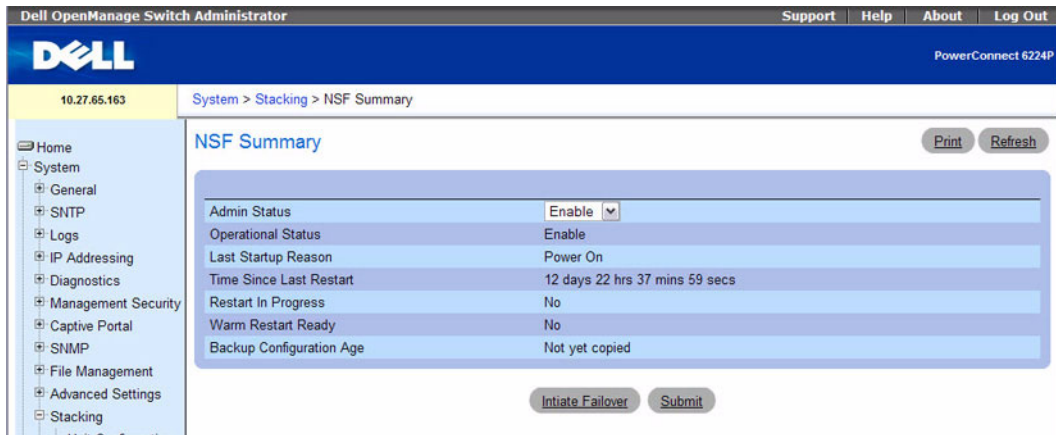 Dell OpenManage Switch Administrator
Support Help About Log Out
DELL
PowerConnect 6224P
10.27.65.163
System > Stacking > NSF Summary
Home
System
General
SNTP
Logs
IP Addressing
Diagnostics
Management Security
Captive Portal
SNMP
File Management
Advanced Settings
Stacking
NSF Summary
Print Refresh
Admin Status Enable
Operational Status Enable
Last Startup Reason Power On
Time Since Last Restart 12 days 22 hrs 37 mins 59 secs
Restart In Progress No
Warm Restart Ready No
Backup Configuration Age Not yet copied
Intiate Failover Submit